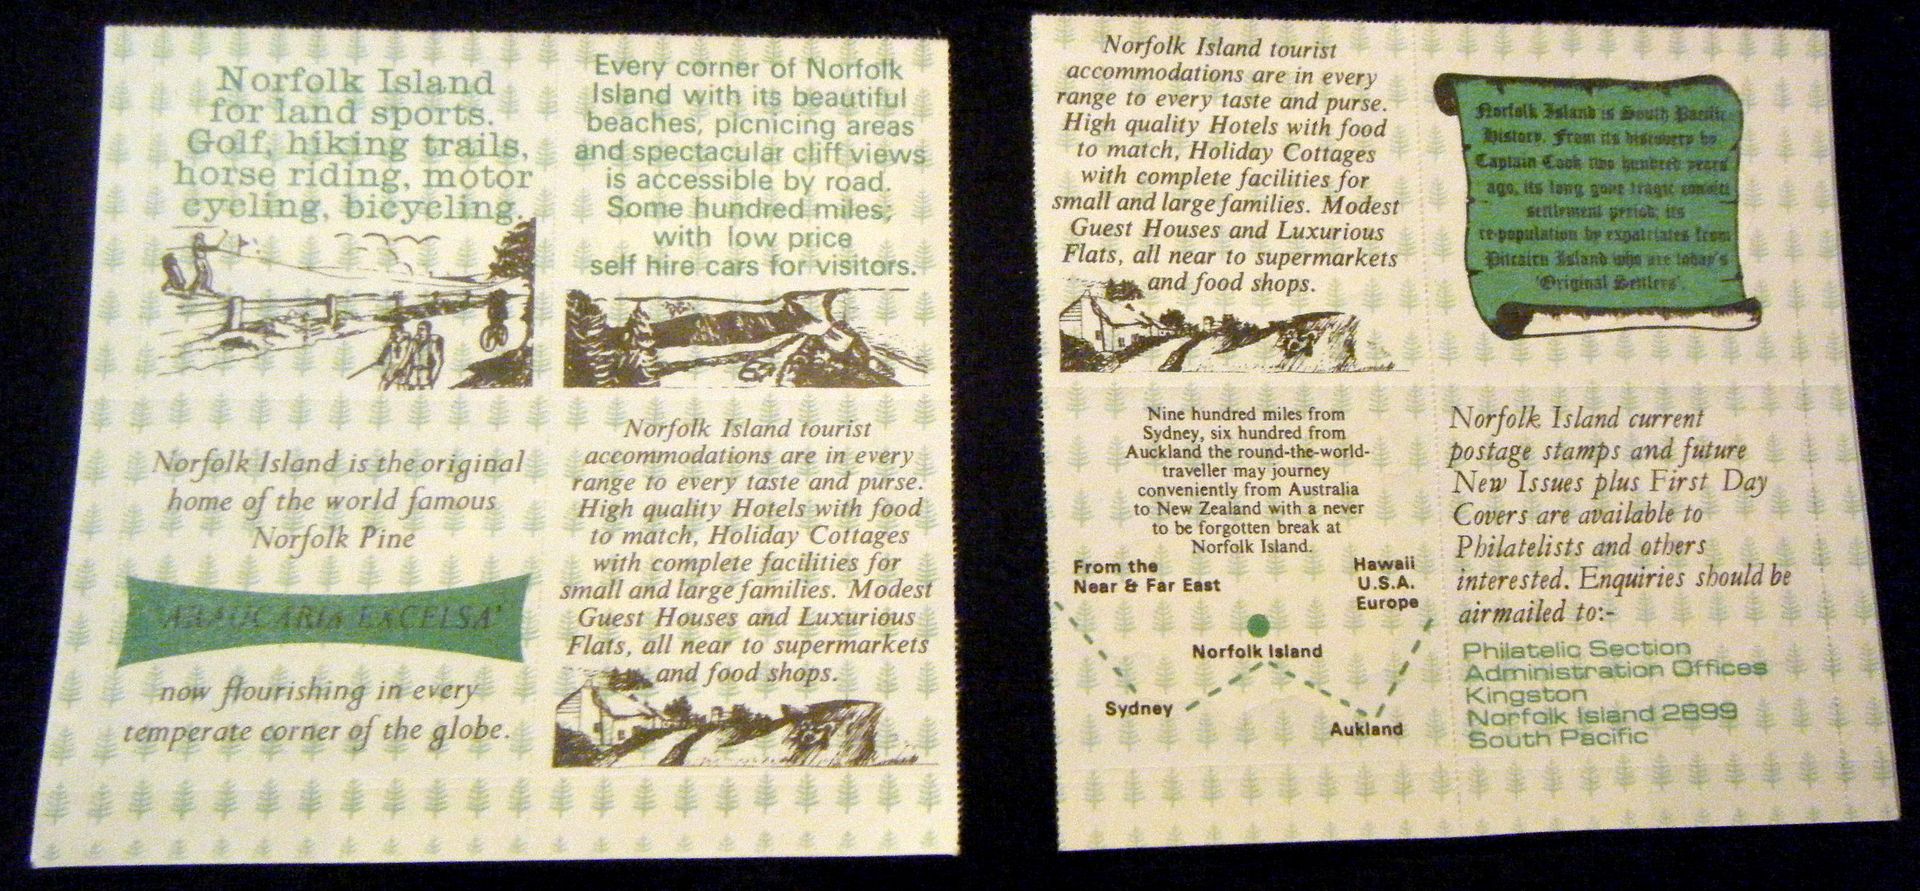 Norfolk Island
for land sports.
Golf, hiking trails,
horse riding, motor
cycling, bicycling.
Every corner of Norfolk
Island with its beautiful
beaches, picnicing areas
and spectacular cliff views
is accessible by road.
Some hundred miles;
with low price
self hire cars for visitors.
Norfolk Island is the original
home of the world famous
Norfolk Pine
'ARAUCARIA EXCELSA'
now flourishing in every
temperate corner of the globe.
Norfolk Island tourist
accommodations are in every
range to every taste and purse.
High quality Hotels with food
to match, Holiday Cottages
with complete facilities for
small and large families. Modest
Guest Houses and Luxurious
Flats, all near to supermarkets
and food shops.
Norfolk Island tourist
accommodations are in every
range to every taste and purse.
High quality Hotels with food
to match, Holiday Cottages
with complete facilities for
small and large families. Modest
Guest Houses and Luxurious
Flats, all near to supermarkets
and food shops.
Norfolk Island is South Pacific
History. From its discovery by
Captain Cook two hundred years
ago, its long gone tragic convict
settlement period; its
re-population by expatriates from
Pitcairn Island who are today's
'Original Settlers'.
Nine hundred miles from
Sydney, six hundred from
Auckland the round-the-world-
traveller may journey
conveniently from Australia
to New Zealand with a never
to be forgotten break at
Norfolk Island.
From the
Near & Far East
Hawaii
U.S.A.
Europe
Norfolk Island
Sydney
Aukland
Norfolk Island current
postage stamps and future
New Issues plus First Day
Covers are available to
Philatelists and others
interested. Enquiries should be
airmailed to:-
Philatelic Section
Administration Offices
Kingston
Norfolk Island 2899
South Pacific